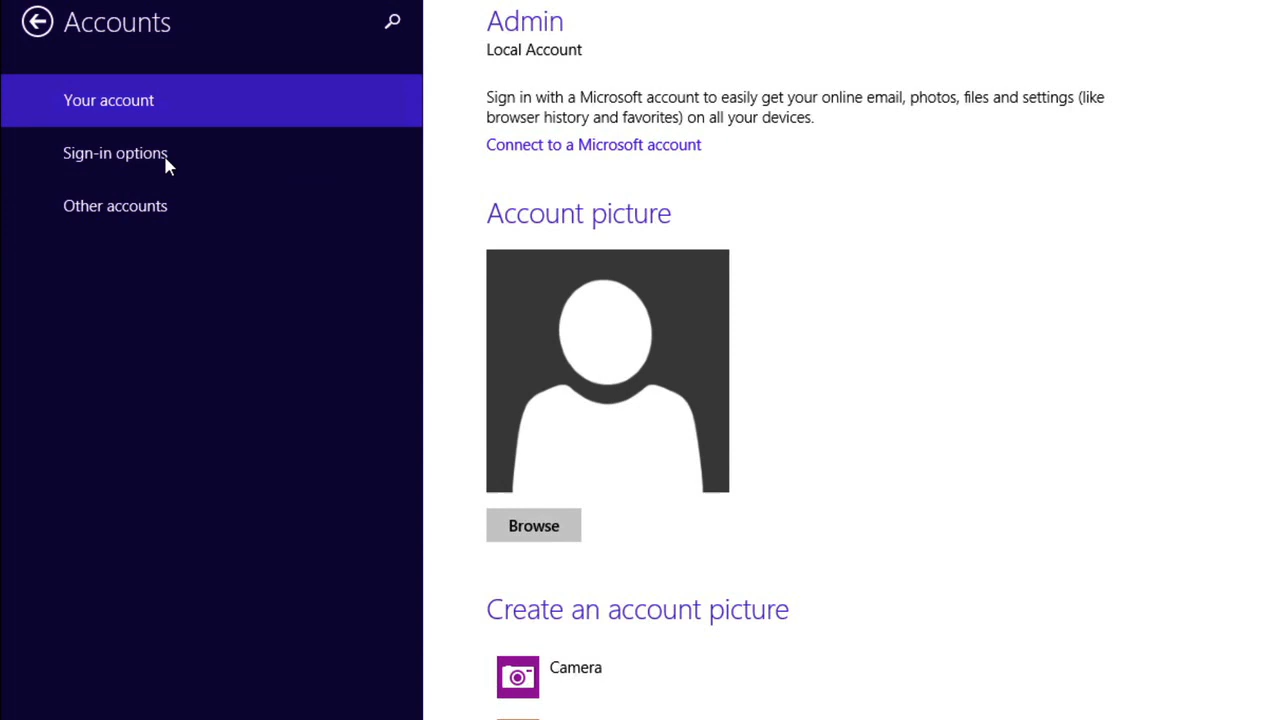 Accounts
Your account
Sign-in options
Other accounts
Admin
Local Account
Sign in with a Microsoft account to easily get your online email, photos, files and settings (like
browser history and favorites) on all your devices.
Connect to a Microsoft account
Account picture
Browse
Create an account picture
Camera